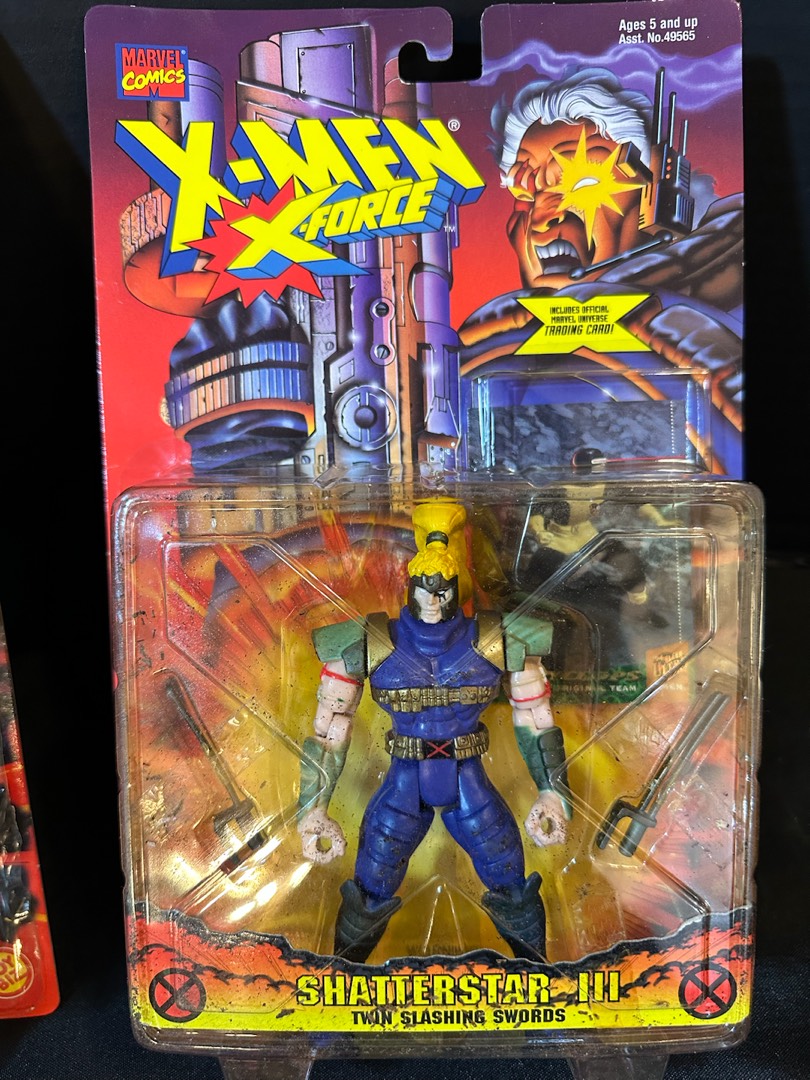 Ages 5 and up
Asst. No.49565
MARVEL
COMICS
X-MEN®
X-FORCE™
INCLUDES OFFICIAL
MARVEL UNIVERSE
TRADING CARD!
ORIGINAL TEAM
SHATTERSTAR III
TWIN SLASHING SWORDS